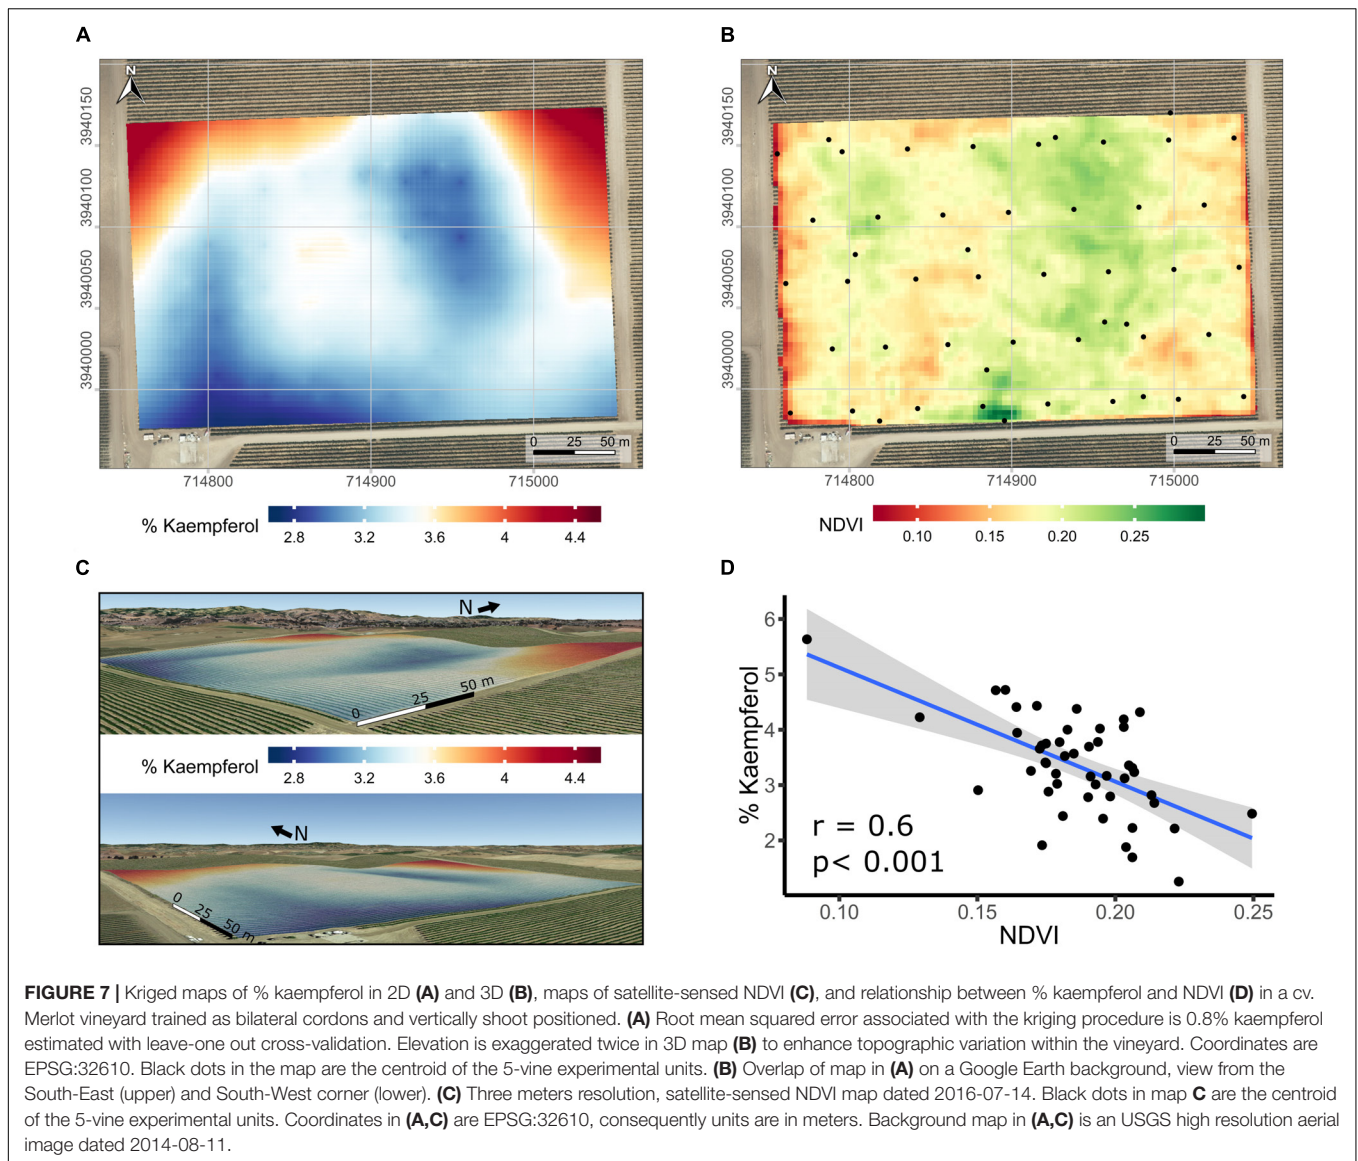 A
B
N
N
3940150
3940100
3940050
3940000
3940150
3940100
3940050
3940000
0 25 50 m
0 25 50 m
714800 714900 715000
714800 714900 715000
% Kaempferol
2.8 3.2 3.6 4 4.4
NDVI
0.10 0.15 0.20 0.25
C
D
N
0 25 50 m
% Kaempferol
2.8 3.2 3.6 4 4.4
N
0 25 50 m
% Kaempferol
6
5
4
3
2
r = 0.6
p< 0.001
0.10 0.15 0.20 0.25
NDVI
FIGURE 7 | Kriged maps of % kaempferol in 2D (A) and 3D (B), maps of satellite-sensed NDVI (C), and relationship between % kaempferol and NDVI (D) in a cv.
Merlot vineyard trained as bilateral cordons and vertically shoot positioned. (A) Root mean squared error associated with the kriging procedure is 0.8% kaempferol
estimated with leave-one out cross-validation. Elevation is exaggerated twice in 3D map (B) to enhance topographic variation within the vineyard. Coordinates are
EPSG:32610. Black dots in the map are the centroid of the 5-vine experimental units. (B) Overlap of map in (A) on a Google Earth background, view from the
South-East (upper) and South-West corner (lower). (C) Three meters resolution, satellite-sensed NDVI map dated 2016-07-14. Black dots in map C are the centroid
of the 5-vine experimental units. Coordinates in (A,C) are EPSG:32610, consequently units are in meters. Background map in (A,C) is an USGS high resolution aerial
image dated 2014-08-11.